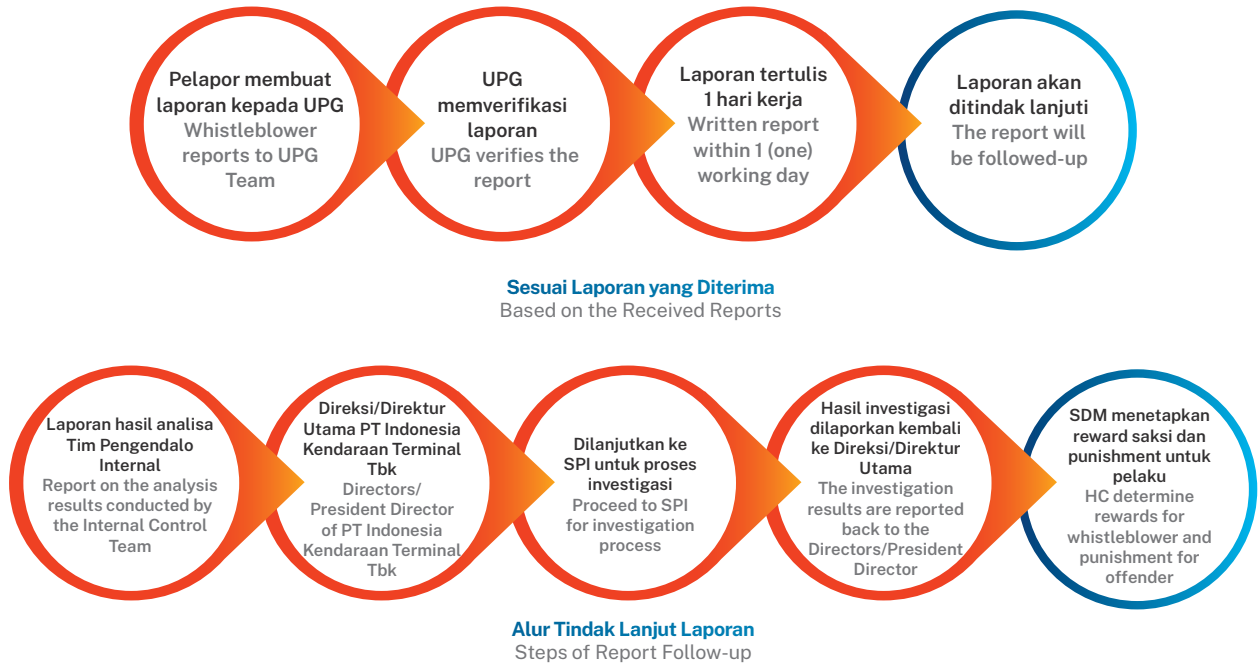 Pelapor membuat
laporan kepada UPG
Whistleblower
reports to UPG
Team
UPG
memverifikasi
laporan
UPG verifies the
report
Laporan tertulis
1 hari kerja
Written report
within 1 (one)
working day
Laporan akan
ditindak lanjuti
The report will
be followed-up
Sesuai Laporan yang Diterima
Based on the Received Reports
Laporan hasil analisa
Tim Pengendalo
Internal
Report on the analysis
results conducted by
the Internal Control
Team
Direksi/Direktur
Utama PT Indonesia
Kendaraan Terminal
Tbk
Directors/
President Director
of PT Indonesia
Kendaraan Terminal
Tbk
Dilanjutkan ke
SPI untuk proses
investigasi
Proceed to SPI
for investigation
process
Hasil investigasi
dilaporkan kembali
ke Direksi/Direktur
Utama
The investigation
results are reported
back to the
Directors/President
Director
SDM menetapkan
reward saksi dan
punishment untuk
pelaku
HC determine
rewards for
whistleblower and
punishment for
offender
Alur Tindak Lanjut Laporan
Steps of Report Follow-up